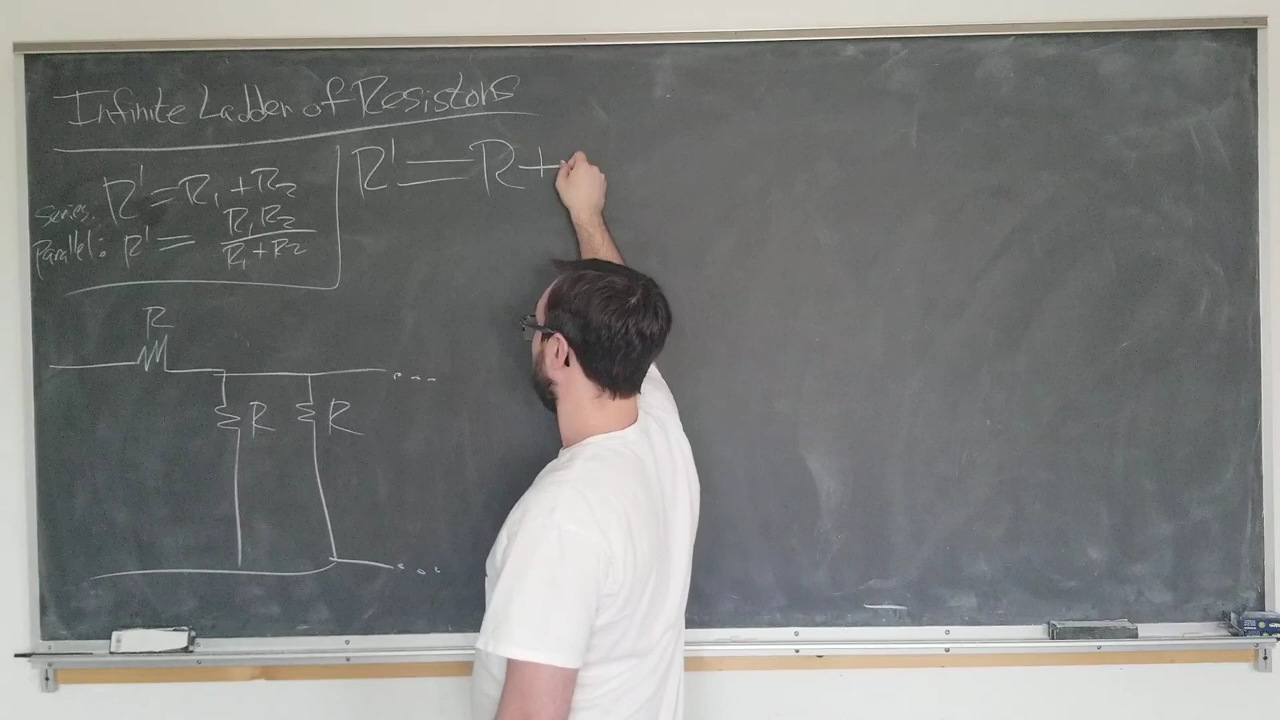 Infinite Ladder of Resistors
series: R' = R₁ + R₂
Parallel: R' = R₁R₂ / R₁ + R₂
R' = R +
R
R R